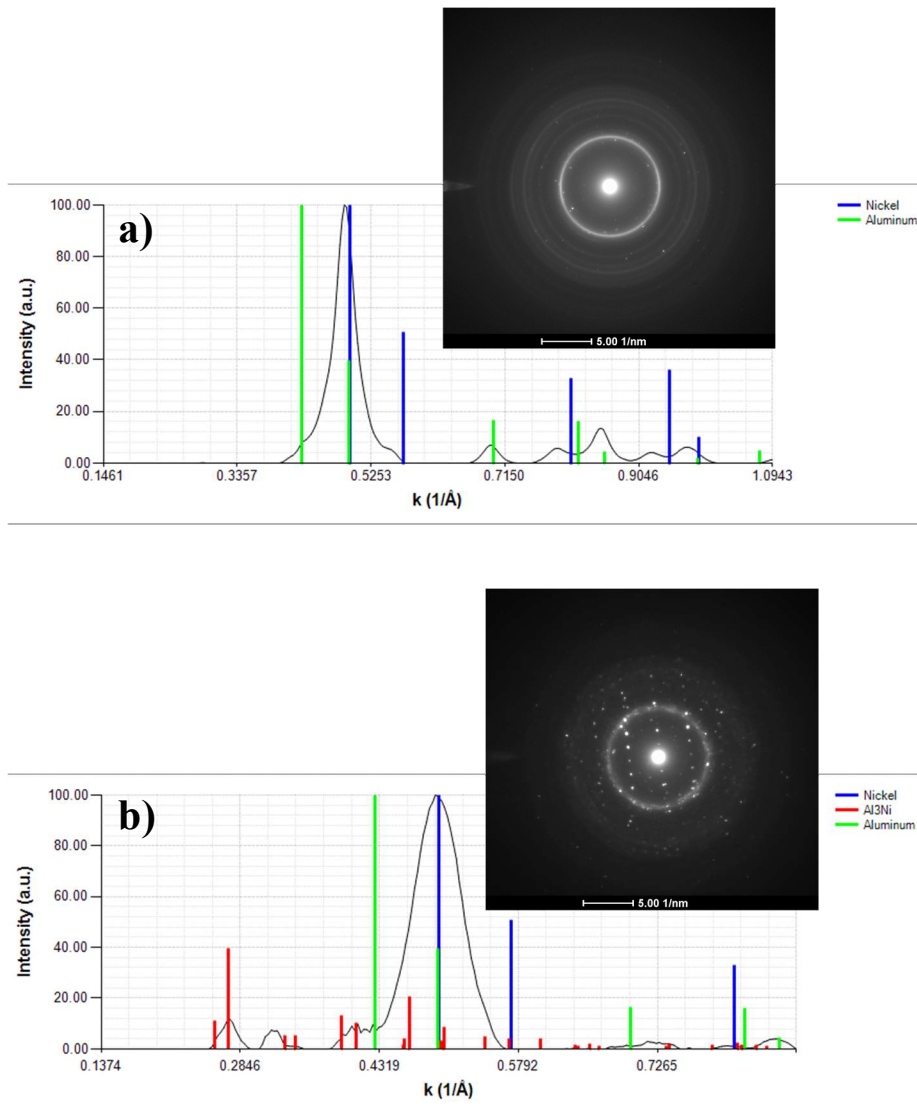 5.00 1/nm
Nickel
Aluminum
a)
100.00
80.00
60.00
40.00
20.00
0.00
Intensity (a.u.)
0.1461 0.3357 0.5253 0.7150 0.9046 1.0943
k (1/Å)
5.00 1/nm
Nickel
Al3Ni
Aluminum
b)
100.00
80.00
60.00
40.00
20.00
0.00
Intensity (a.u.)
0.1374 0.2846 0.4319 0.5792 0.7265
k (1/Å)